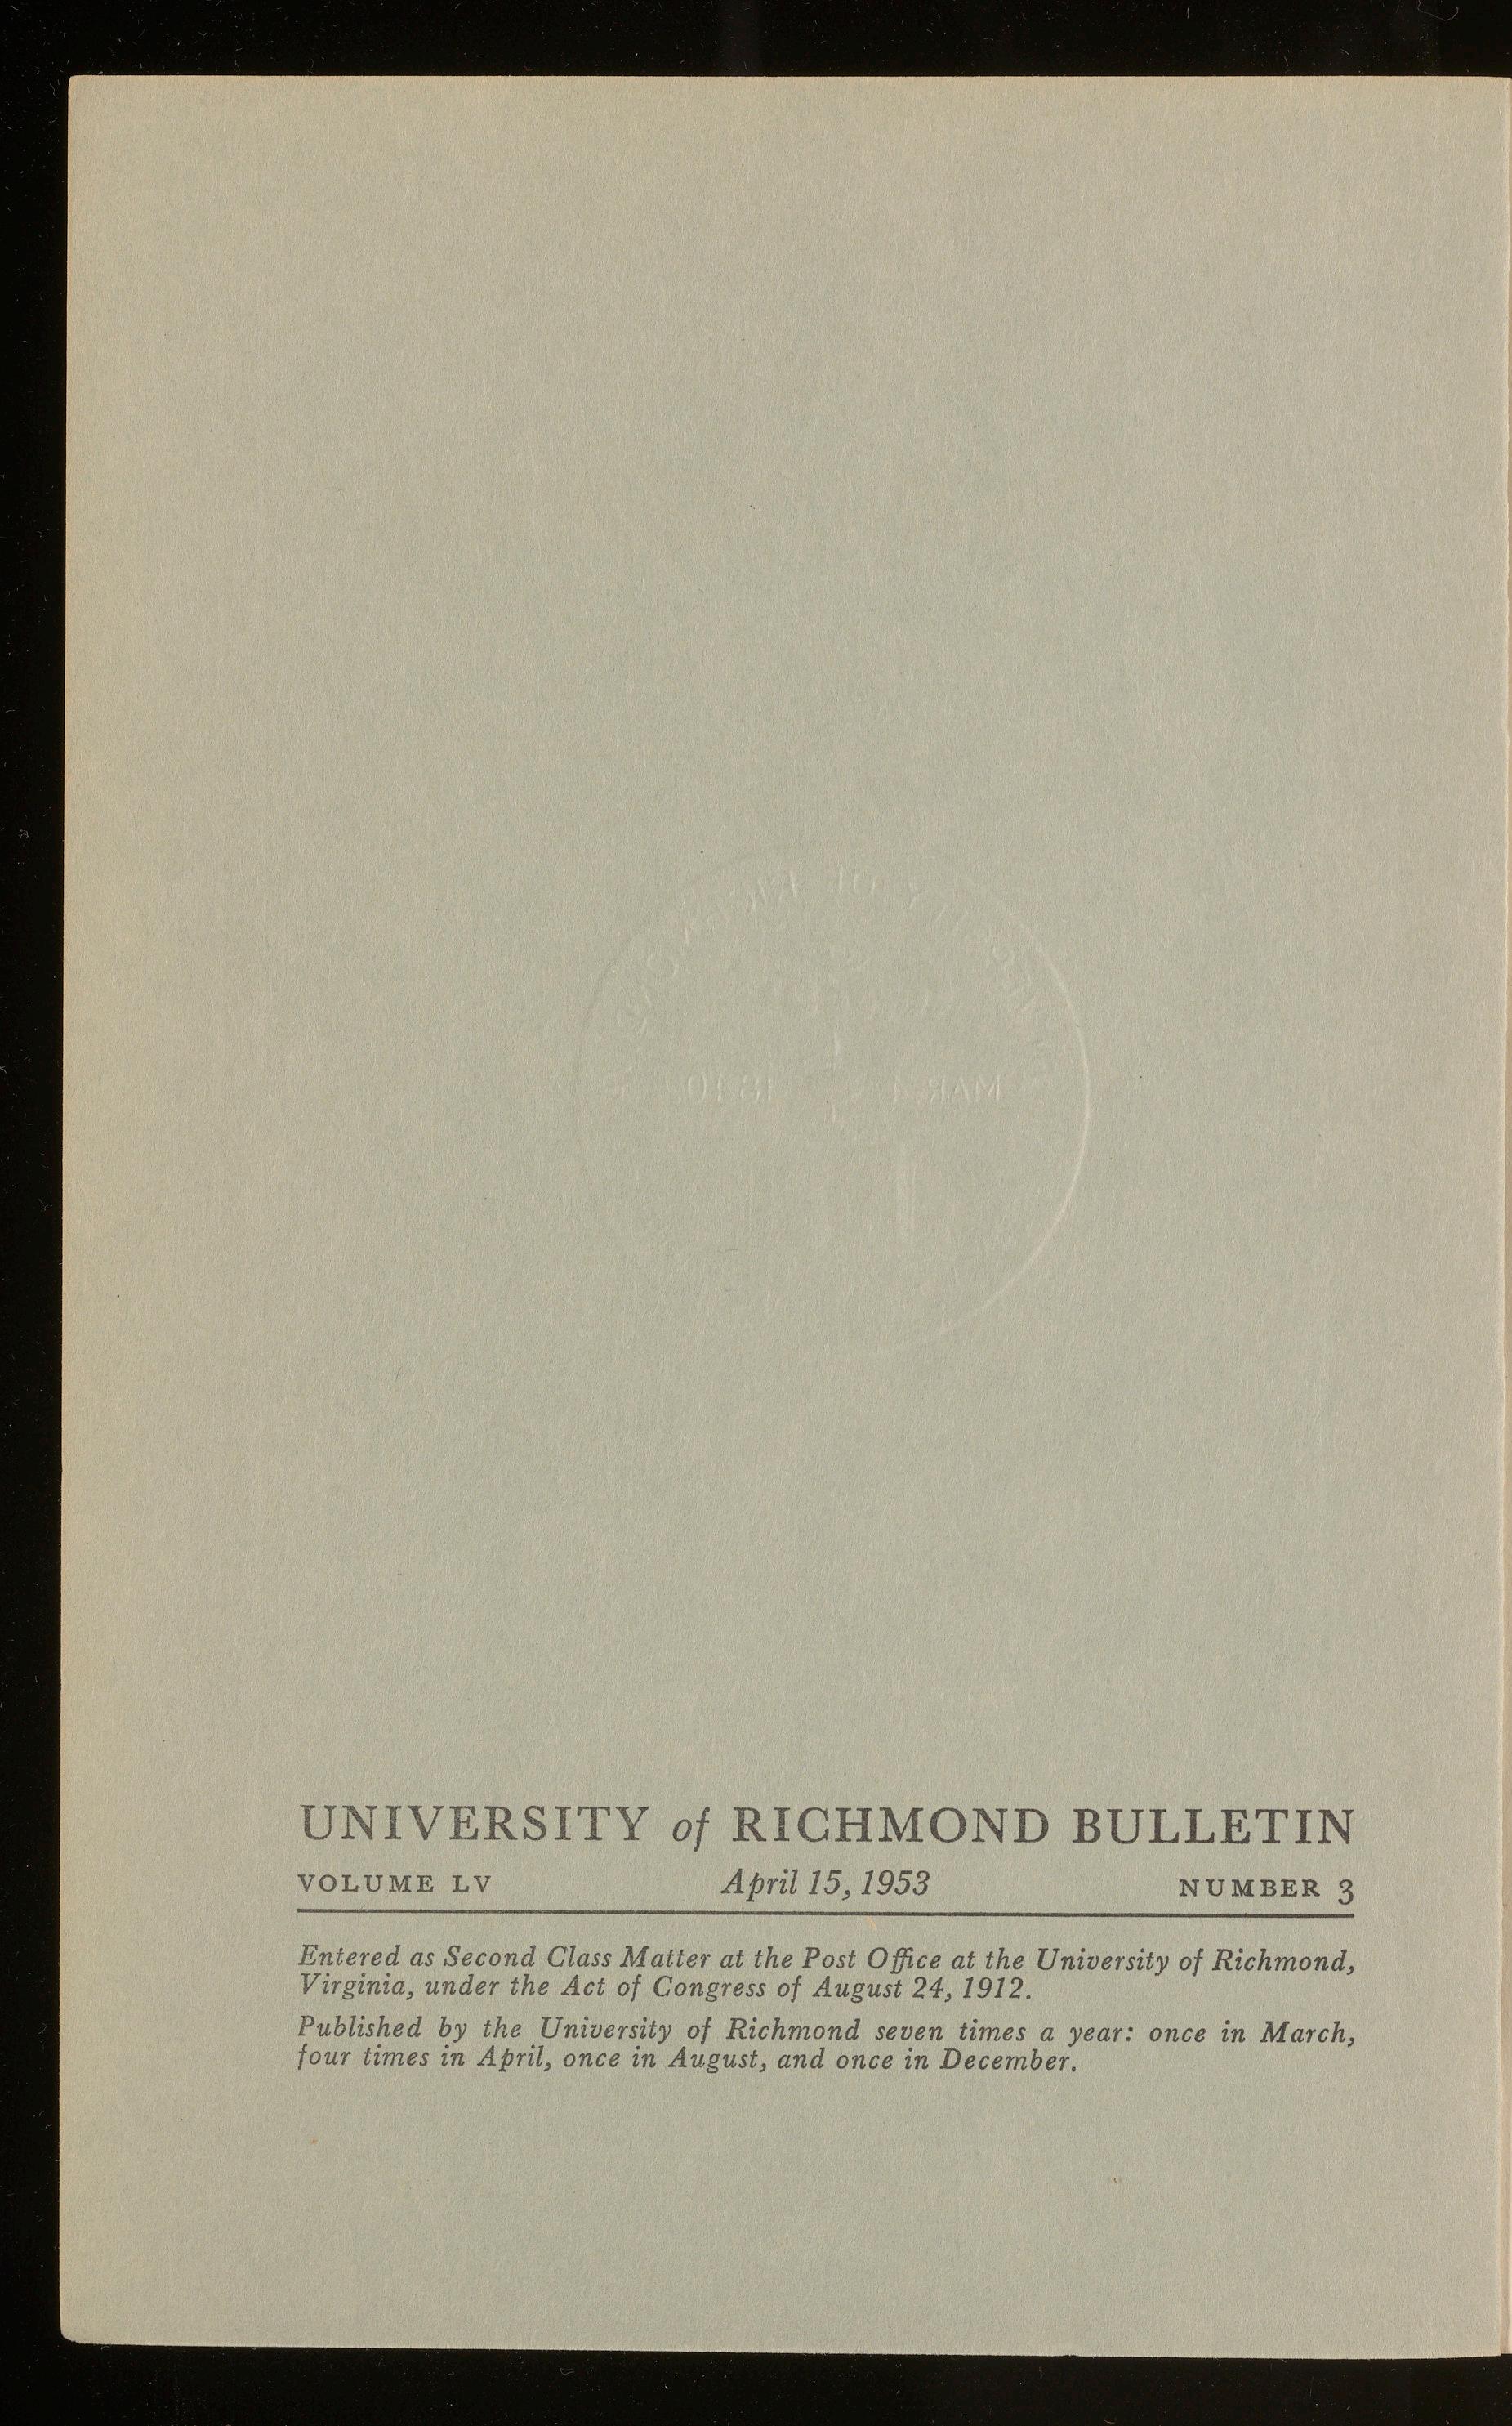 UNIVERSITY of RICHMOND BULLETIN
VOLUME LV April 15, 1953 NUMBER 3
Entered as Second Class Matter at the Post Office at the University of Richmond,
Virginia, under the Act of Congress of August 24, 1912.
Published by the University of Richmond seven times a year: once in March,
four times in April, once in August, and once in December.